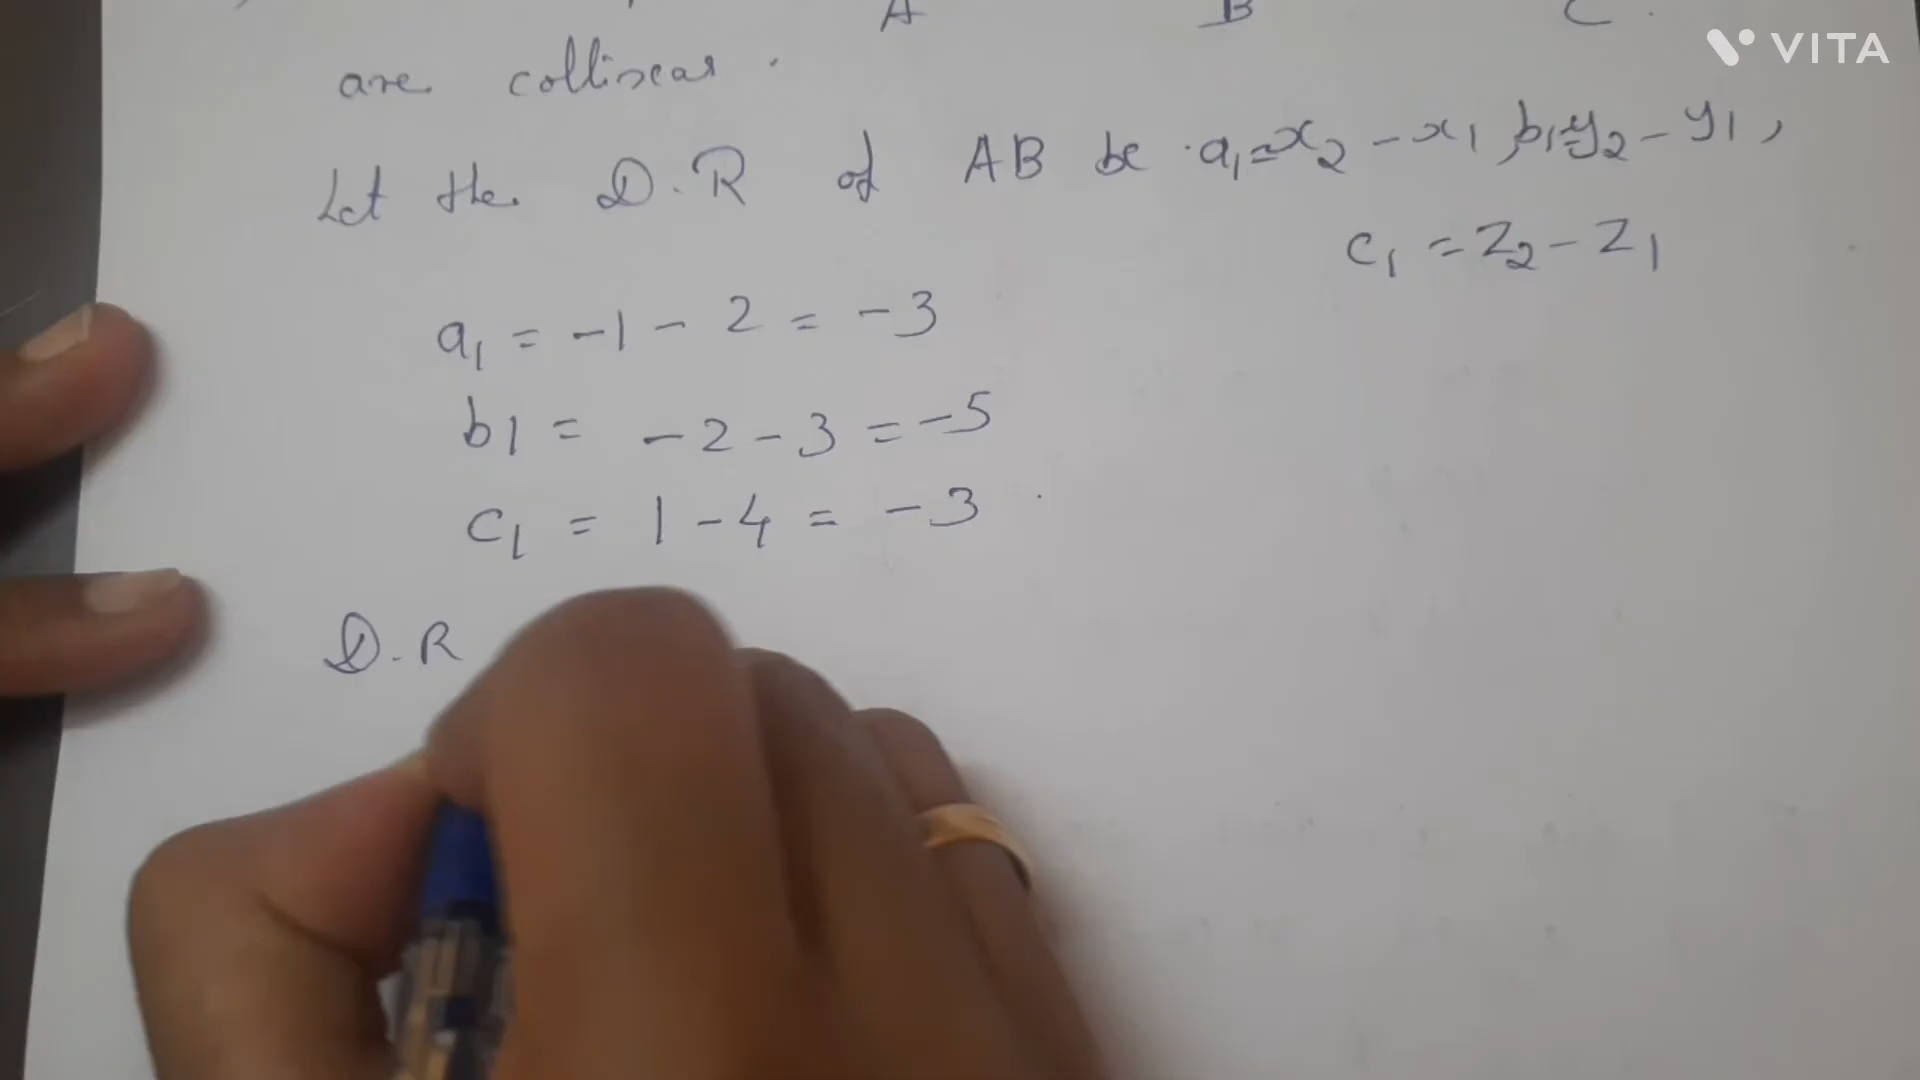 A B C
VITA
are collinear.
Let the D.R of AB be a1=x2-x1, b1=y2-y1,
c1 = z2 - z1
a1 = -1 - 2 = -3
b1 = -2 - 3 = -5
c1 = 1 - 4 = -3
D.R